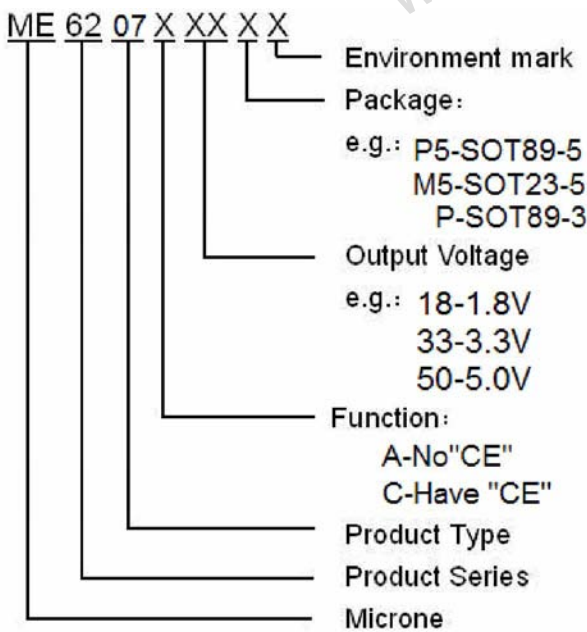 ME 62 07 X XX X X
Environment mark
Package:
e.g.: P5-SOT89-5
M5-SOT23-5
P-SOT89-3
Output Voltage
e.g.: 18-1.8V
33-3.3V
50-5.0V
Function:
A-No"CE"
C-Have "CE"
Product Type
Product Series
Microne